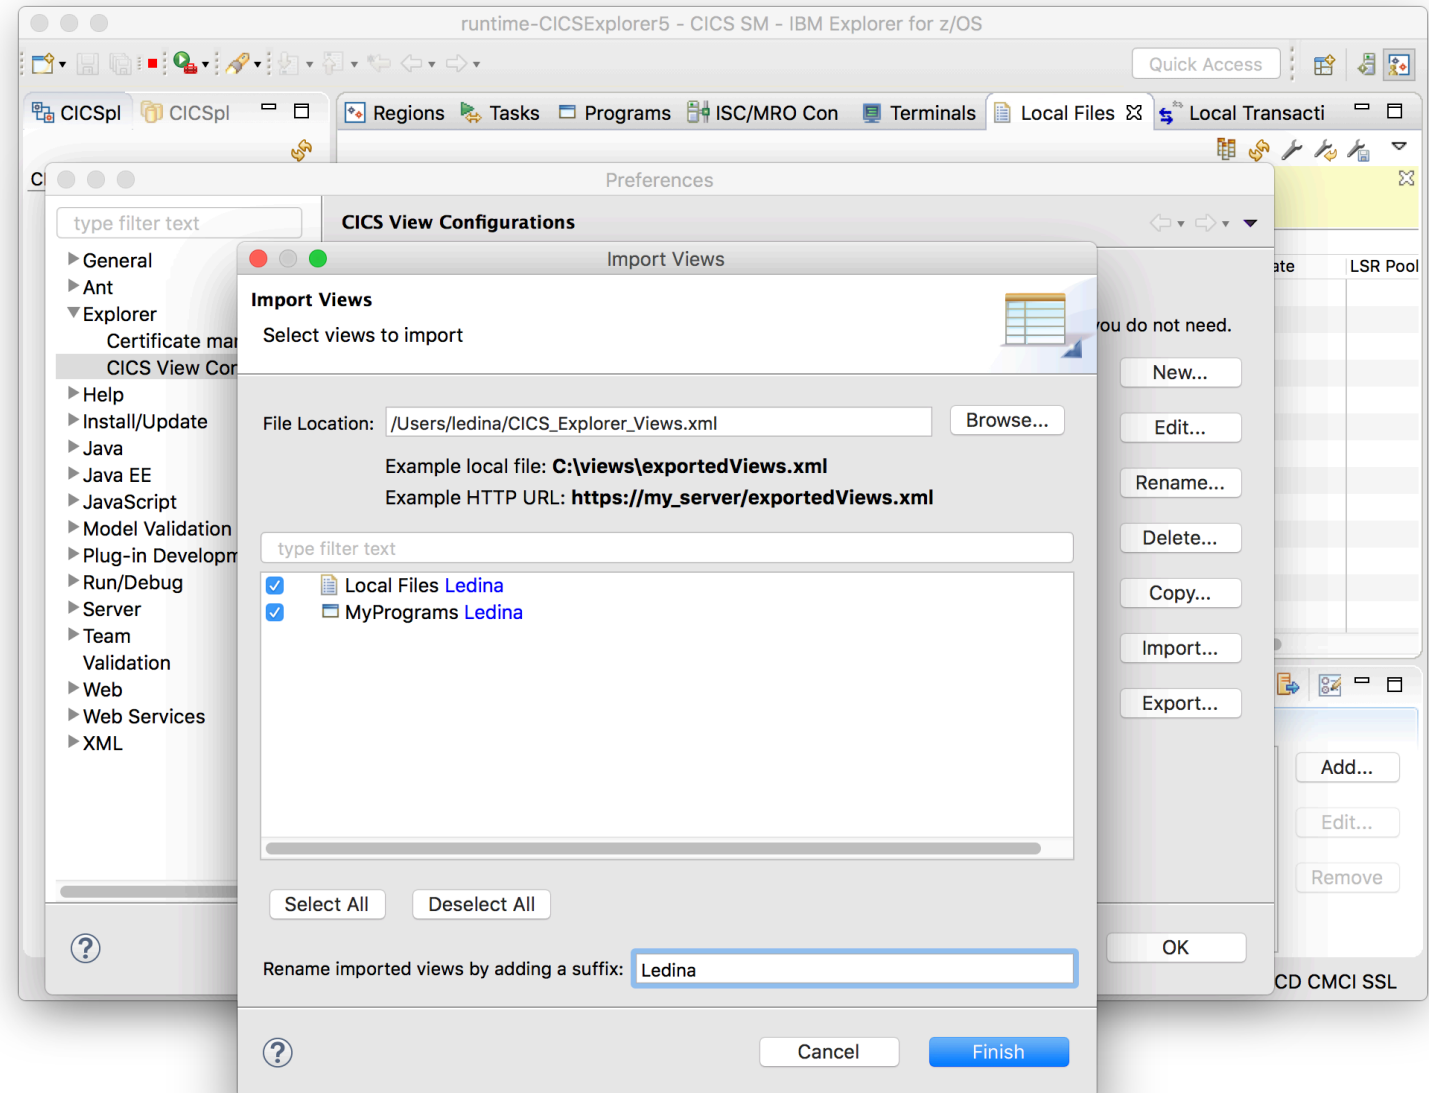 runtime-CICSExplorer5 - CICS SM - IBM Explorer for z/OS
Quick Access
CICSpl
CICSpl
Regions
Tasks
Programs
ISC/MRO Con
Terminals
Local Files
Local Transacti
Preferences
type filter text
CICS View Configurations
General
Ant
Explorer
Certificate mar
CICS View Cor
Help
Install/Update
Java
Java EE
JavaScript
Model Validation
Plug-in Developm
Run/Debug
Server
Team
Validation
Web
Web Services
XML
LSR Pool
you do not need.
New...
Edit...
Rename...
Delete...
Copy...
Import...
Export...
Add...
Edit...
Remove
OK
CD CMCI SSL
Import Views
Import Views
Select views to import
File Location: /Users/ledina/CICS_Explorer_Views.xml Browse...
Example local file: C:\views\exportedViews.xml
Example HTTP URL: https://my_server/exportedViews.xml
type filter text
Local Files Ledina
MyPrograms Ledina
Select All
Deselect All
Rename imported views by adding a suffix: Ledina
Cancel
Finish